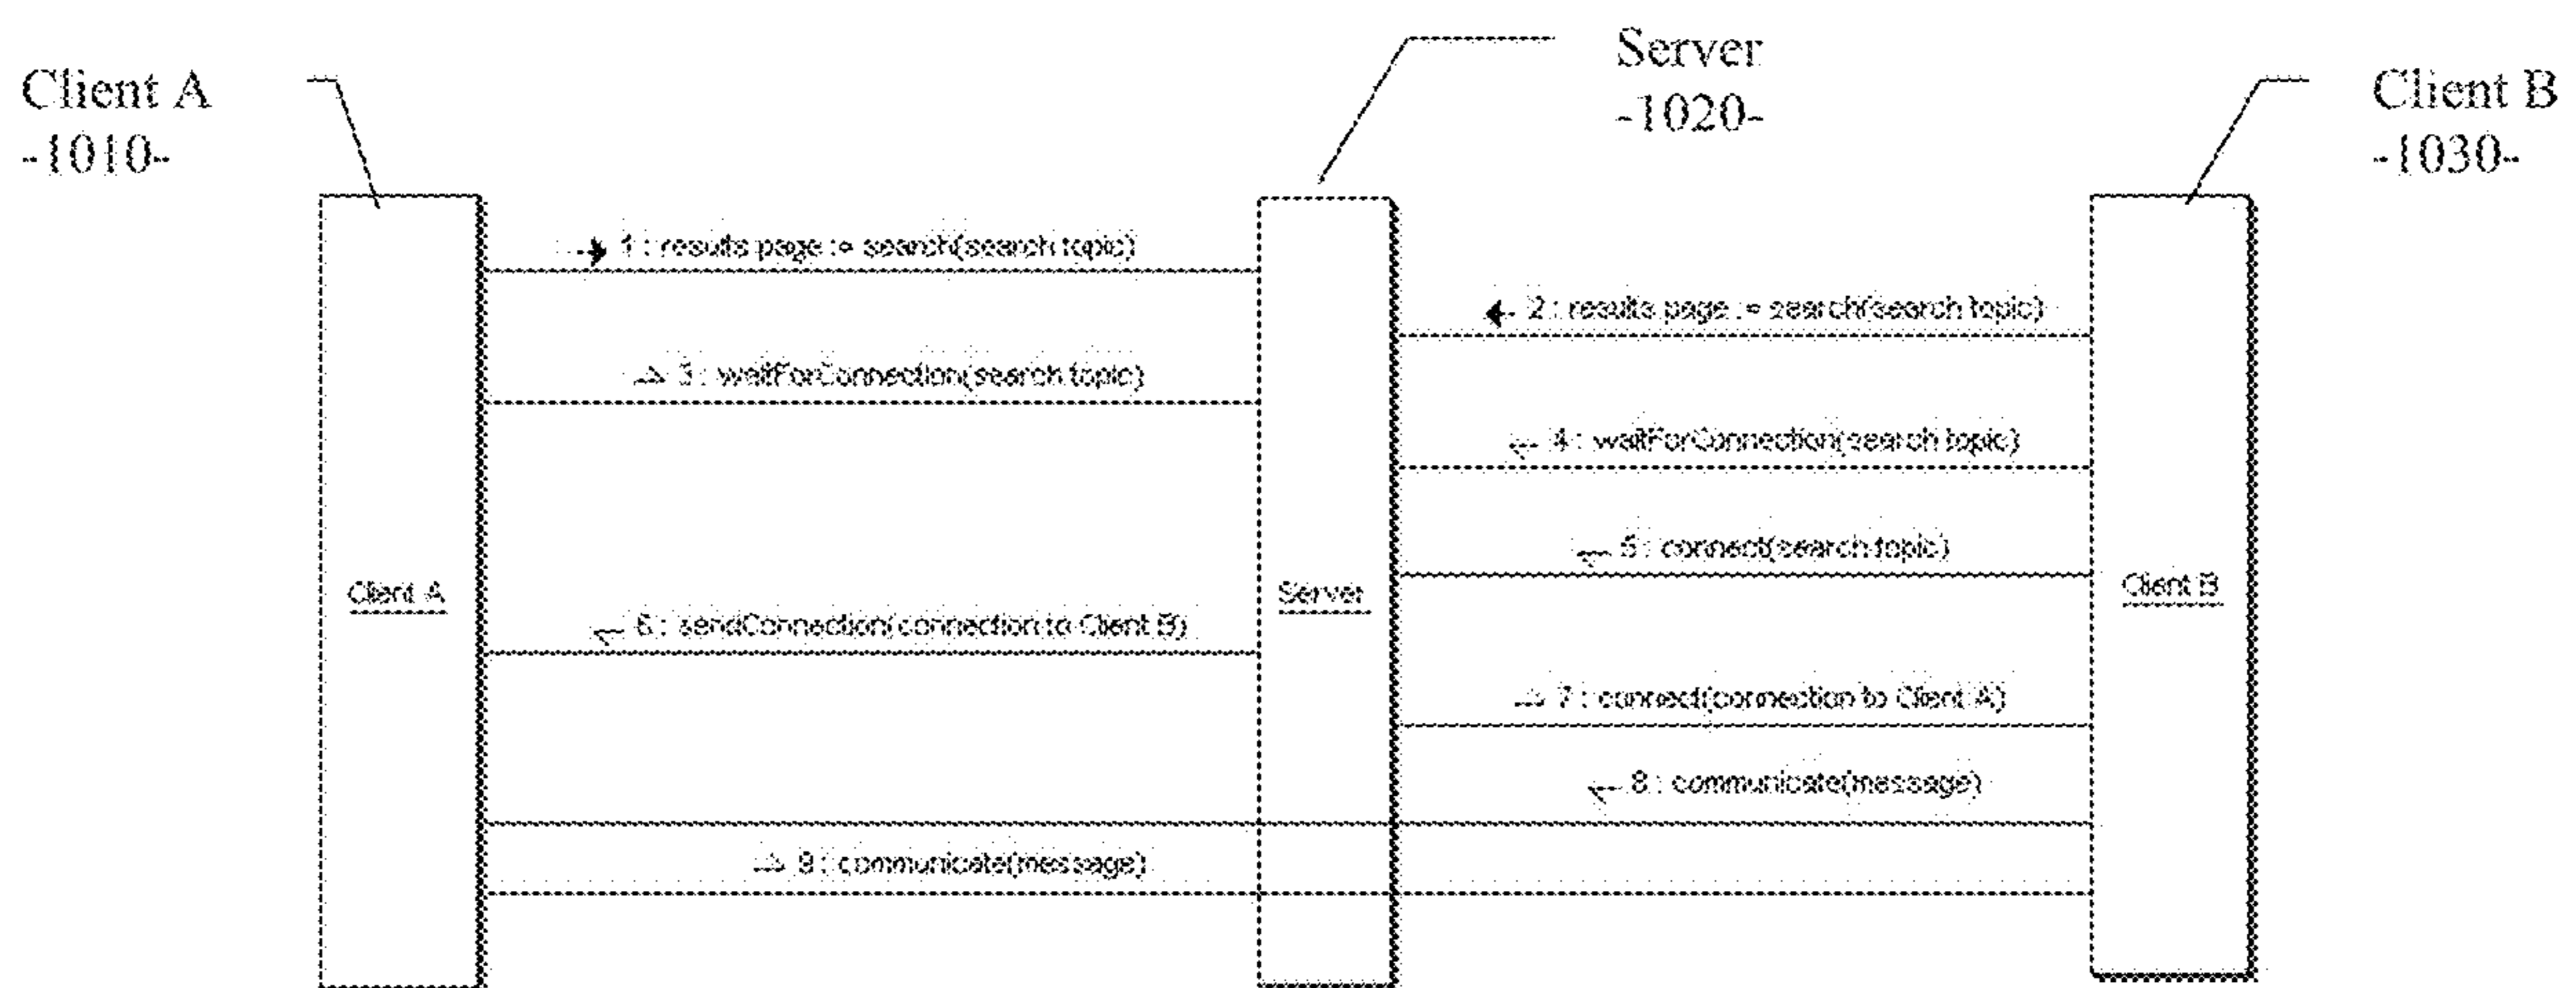 Client A
-1010-
Server
-1020-
Client B
-1030-
1 : results page := search(search topic)
2 : results page := search(search topic)
3 : waitForConnection(search topic)
4 : waitForConnection(search topic)
5 : connect(search topic)
Client A
Server
Client B
6 : sendConnection(connection to Client B)
7 : connect(connection to Client A)
8 : communicate(message)
9 : communicate(message)